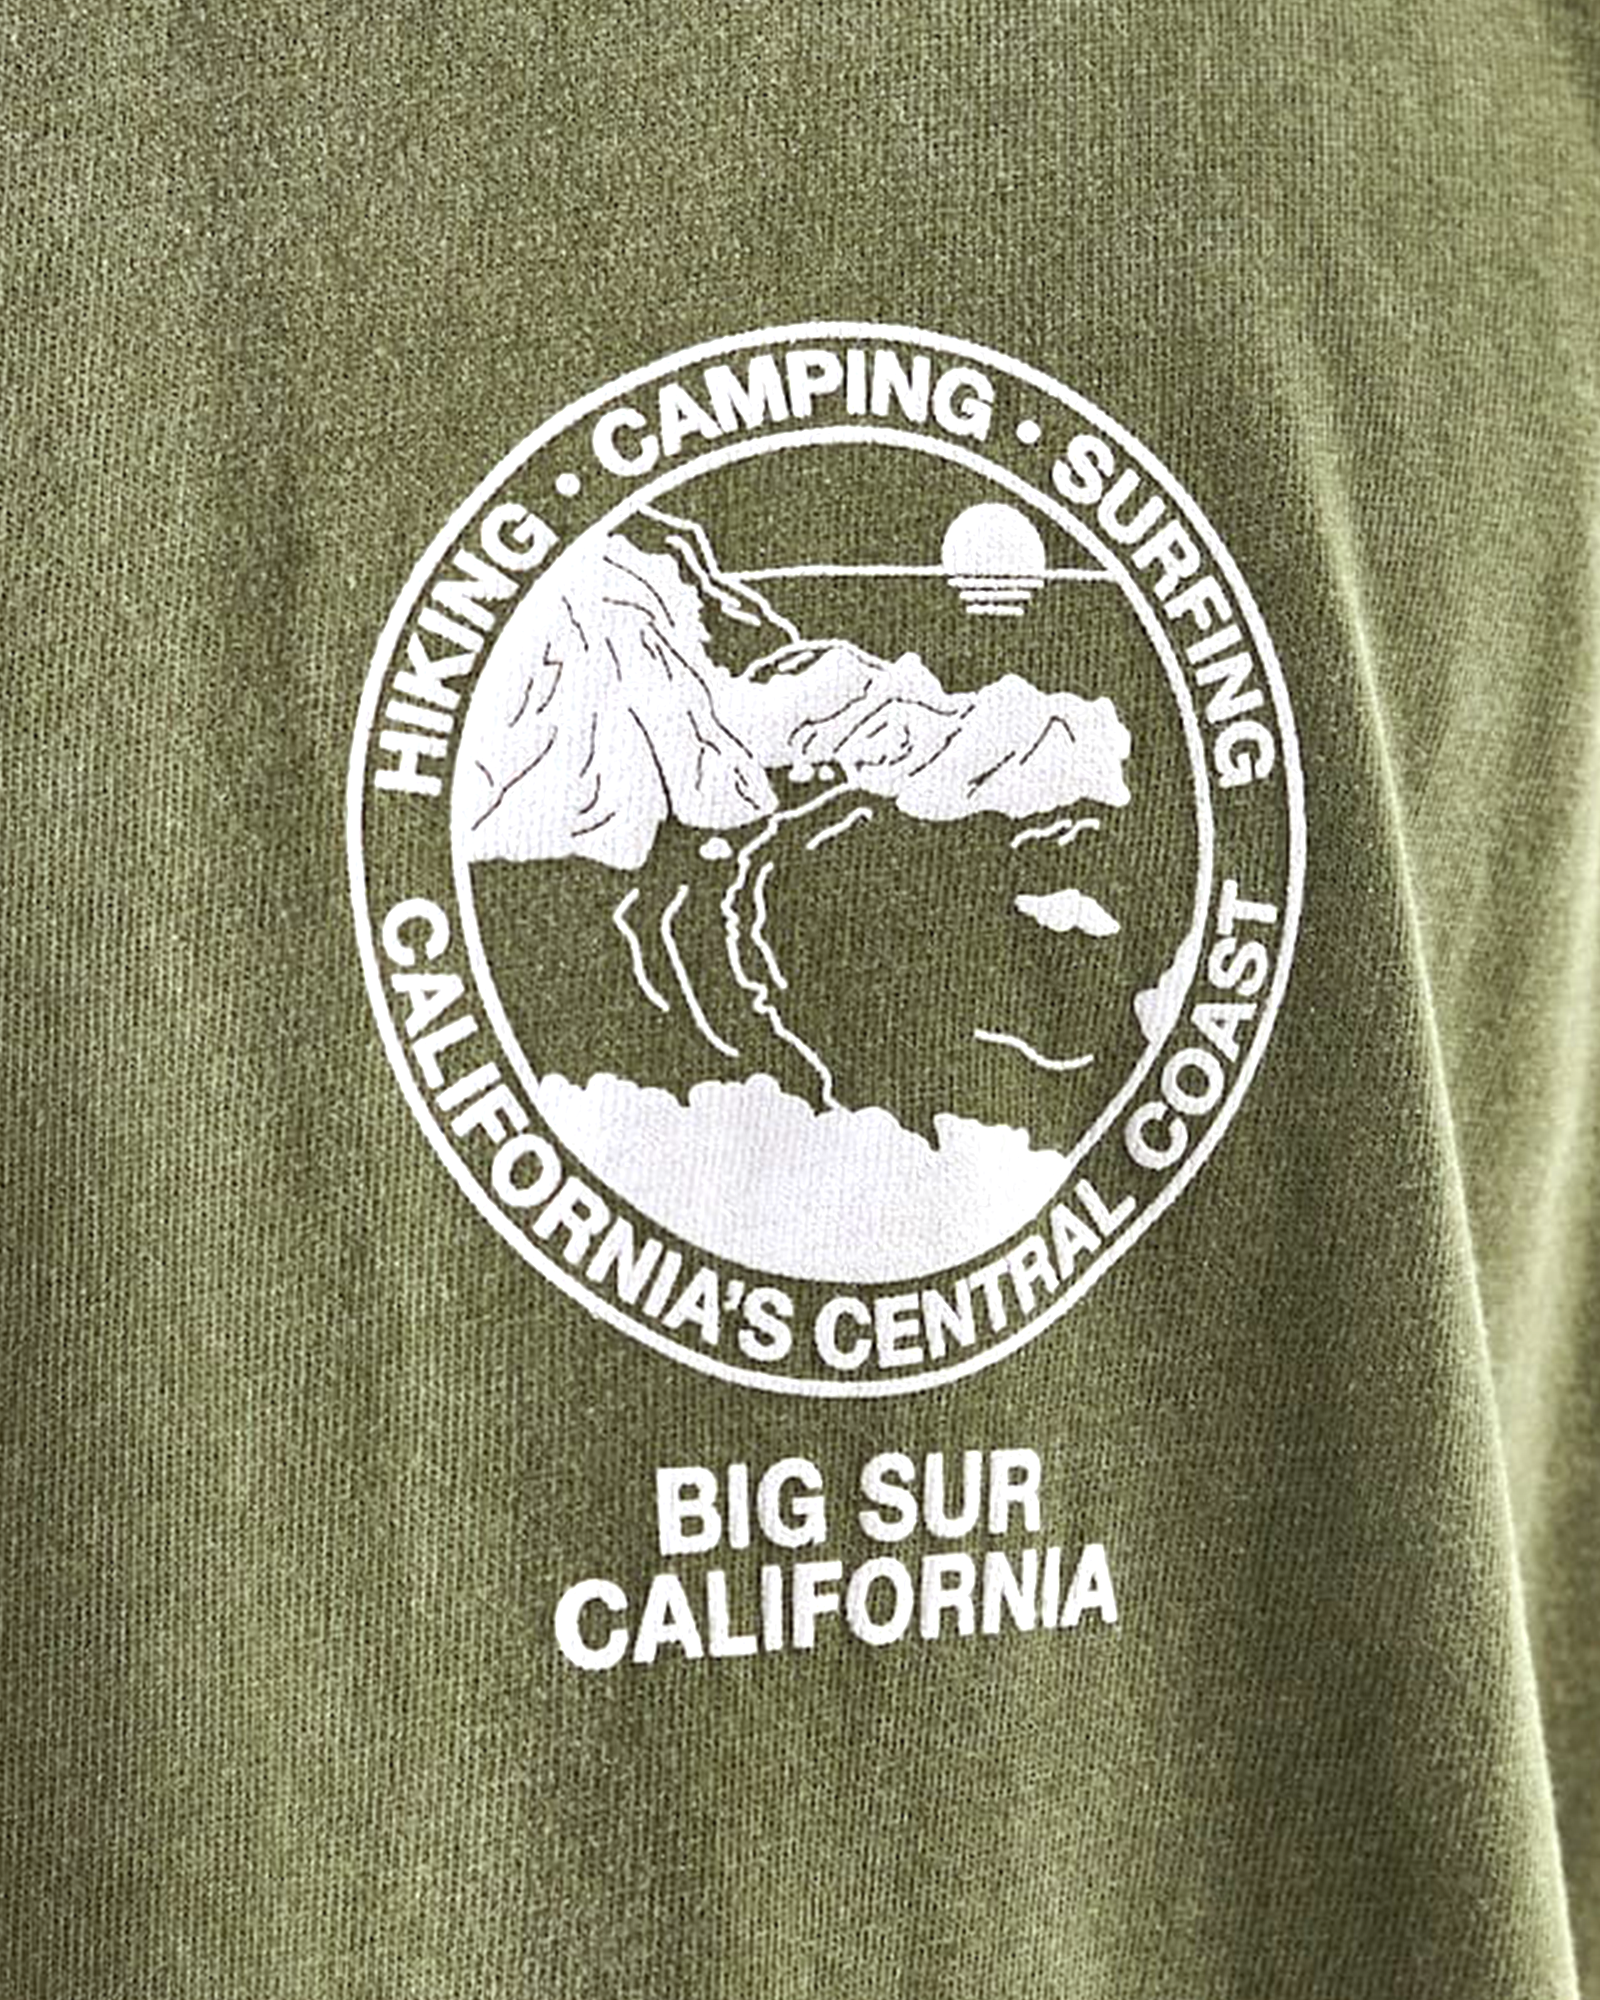 HIKING · CAMPING · SURFING
CALIFORNIA'S CENTRAL COAST
BIG SUR
CALIFORNIA